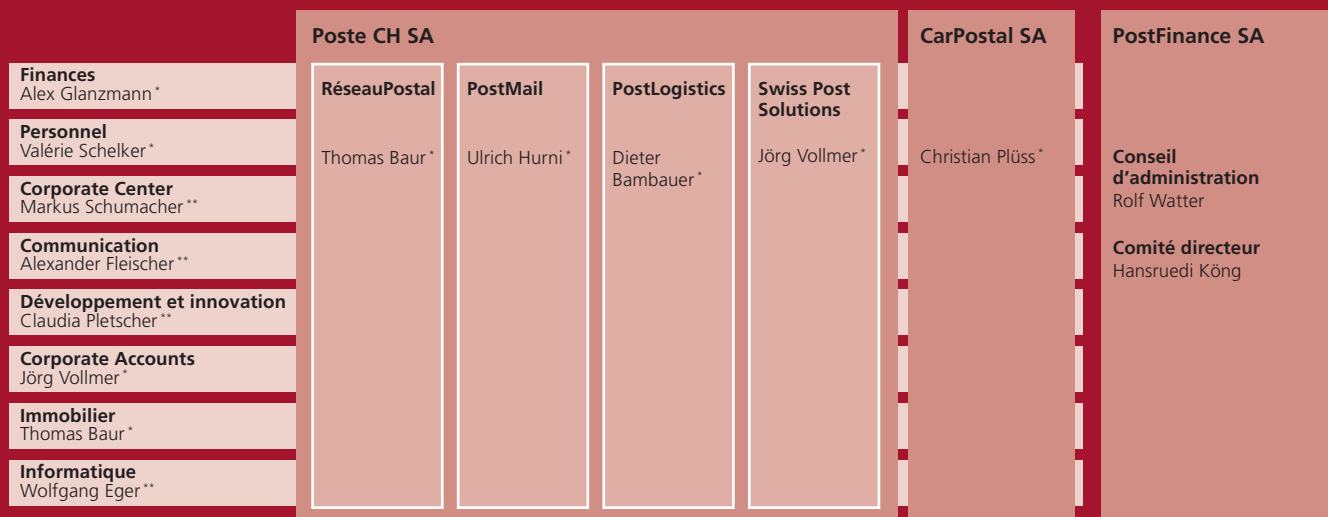 Poste CH SA
CarPostal SA
PostFinance SA
Finances
Alex Glanzmann*
Personnel
Valérie Schelker*
Corporate Center
Markus Schumacher**
Communication
Alexander Fleischer**
Développement et innovation
Claudia Pletscher**
Corporate Accounts
Jörg Vollmer*
Immobilier
Thomas Baur*
Informatique
Wolfgang Eger**
RéseauPostal
Thomas Baur*
PostMail
Ulrich Hurni*
PostLogistics
Dieter
Bambauer*
Swiss Post
Solutions
Jörg Vollmer*
Christian Plüss*
Conseil
d’administration
Rolf Watter
Comité directeur
Hansruedi Köng